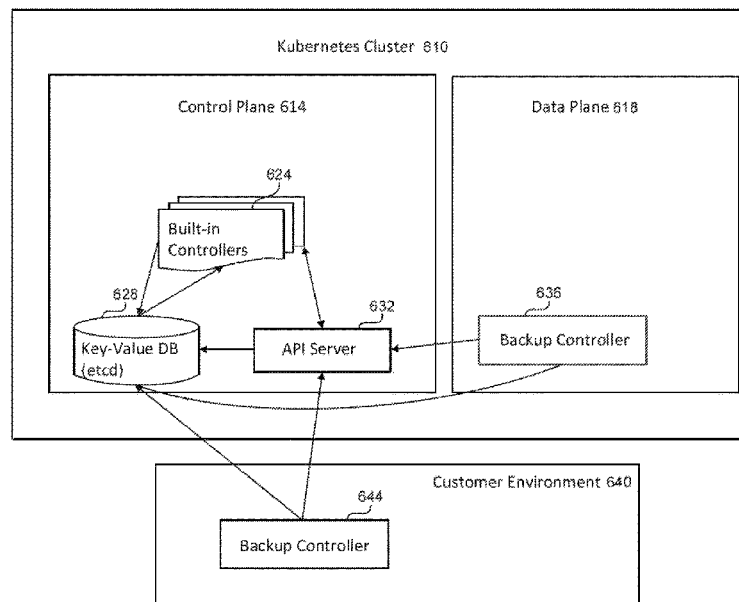 Kubernetes Cluster 610
Control Plane 614
Data Plane 618
624
Built-in
Controllers
628
Key-Value DB
(etcd)
632
API Server
636
Backup Controller
Customer Environment 640
644
Backup Controller